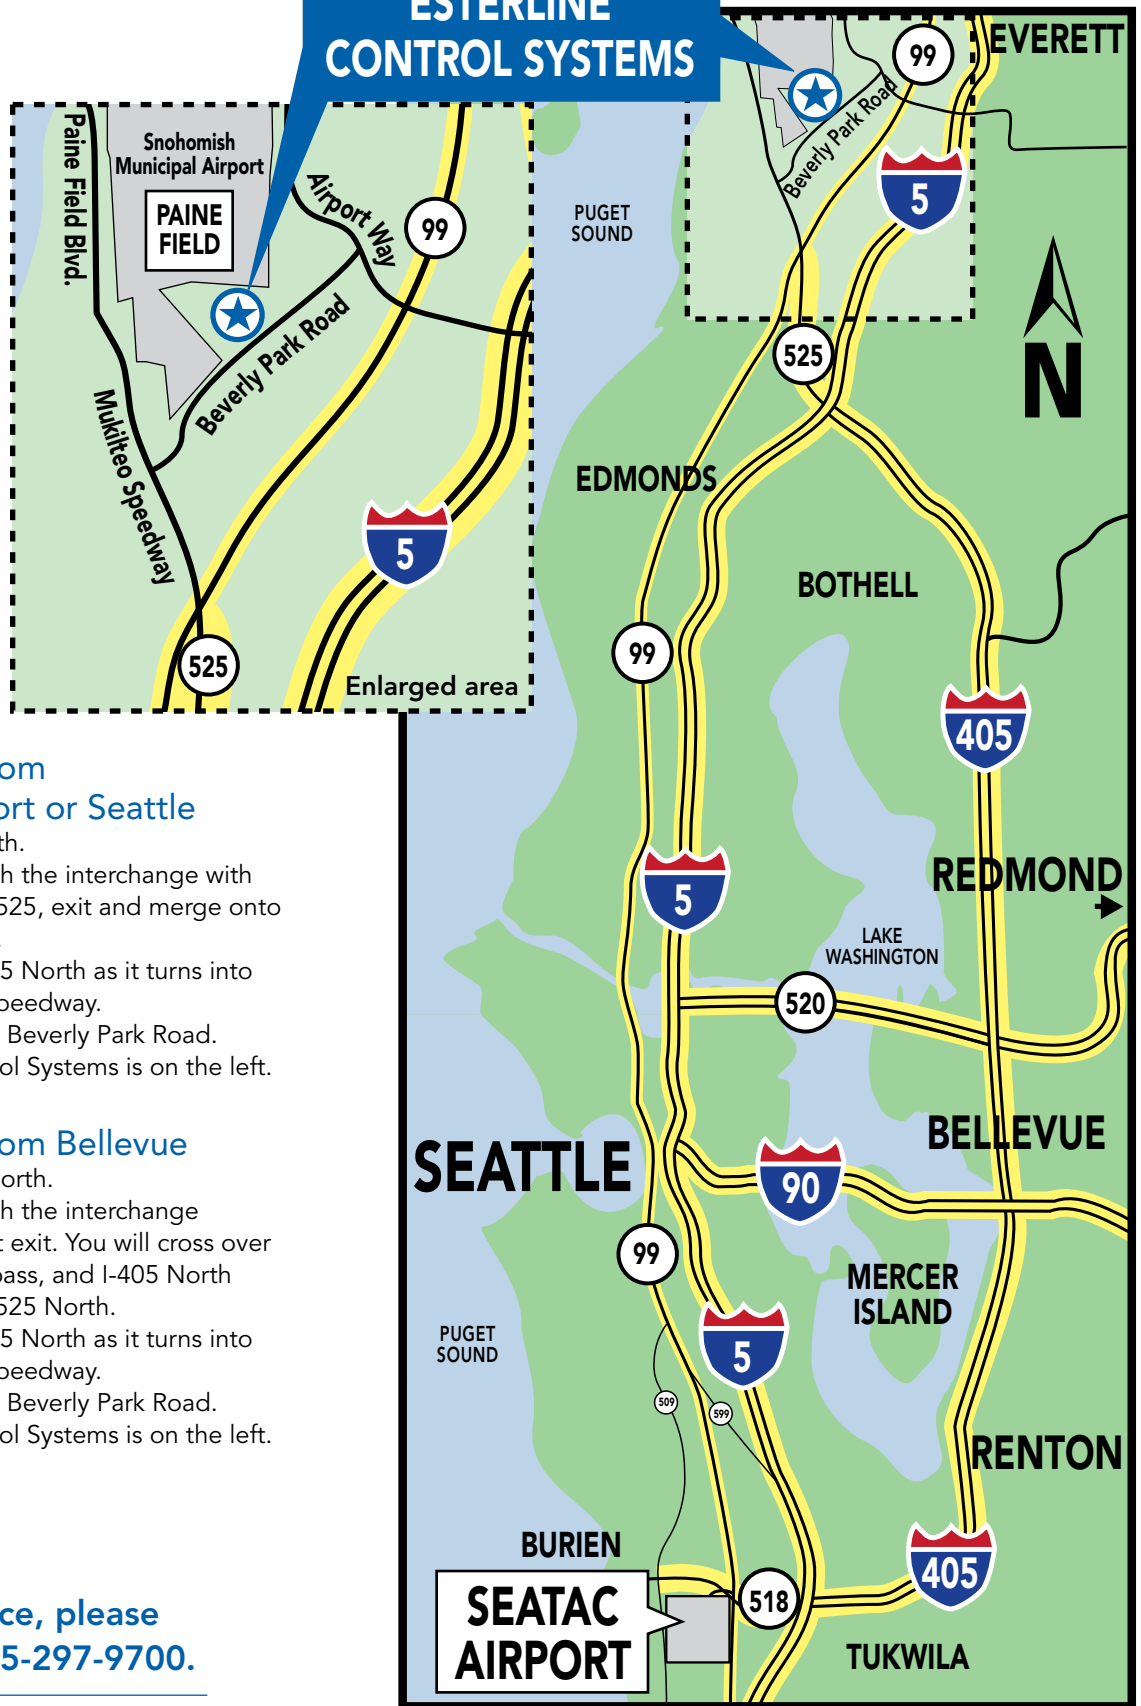 ESTERLINE
CONTROL SYSTEMS
Paine Field Blvd.
Snohomish
Municipal Airport
PAINE
FIELD
Airport Way
99
Beverly Park Road
Mukilteo Speedway
5
525
Enlarged area
EVERETT
99
Beverly Park Road
5
PUGET
SOUND
525
N
EDMONDS
BOTHELL
99
405
5
REDMOND
LAKE
WASHINGTON
520
SEATTLE
BELLEVUE
90
99
MERCER
ISLAND
PUGET
SOUND
5
509
599
RENTON
BURIEN
405
SEATAC
AIRPORT
518
TUKWILA
om
ort or Seattle
th.
h the interchange with
525, exit and merge onto
.
5 North as it turns into
peedway.
Beverly Park Road.
ol Systems is on the left.
om Bellevue
orth.
h the interchange
t exit. You will cross over
pass, and I-405 North
525 North.
5 North as it turns into
peedway.
Beverly Park Road.
ol Systems is on the left.
ce, please
5-297-9700.